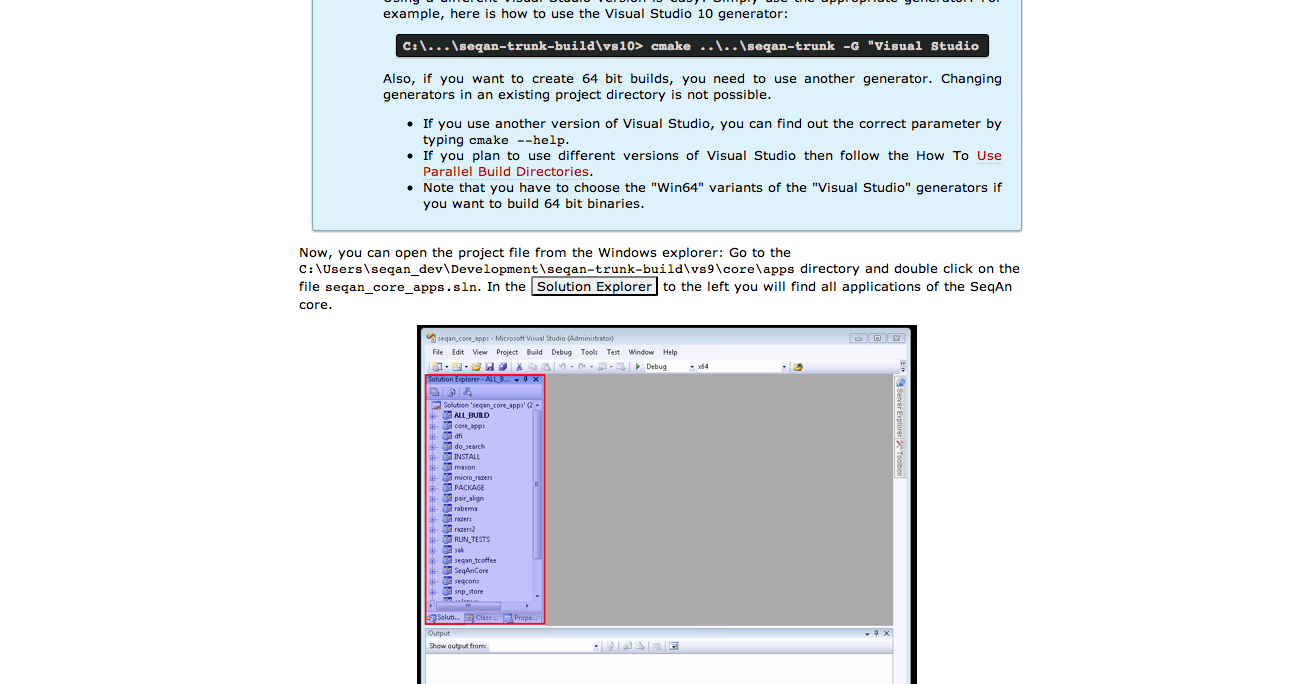 example, here is how to use the Visual Studio 10 generator:
C:\...\seqan-trunk-build\vs10> cmake ..\..\seqan-trunk -G "Visual Studio
Also, if you want to create 64 bit builds, you need to use another generator. Changing
generators in an existing project directory is not possible.
• If you use another version of Visual Studio, you can find out the correct parameter by
typing cmake --help.
• If you plan to use different versions of Visual Studio then follow the How To Use
Parallel Build Directories.
• Note that you have to choose the "Win64" variants of the "Visual Studio" generators if
you want to build 64 bit binaries.
Now, you can open the project file from the Windows explorer: Go to the
C:\Users\seqan_dev\Development\seqan-trunk-build\vs9\core\apps directory and double click on the
file seqan_core_apps.sln. In the Solution Explorer to the left you will find all applications of the SeqAn
core.
seqan_core_apps - Microsoft Visual Studio (Administrator)
File Edit View Project Build Debug Tools Test Window Help
Debug x64
Solution Explorer - ALL_B...
Solution 'seqan_core_apps' (2
ALL_BUILD
core_apps
dfi
do_search
INSTALL
mason
micro_razers
PACKAGE
pair_align
rabema
razers
razers2
RUN_TESTS
sak
seqan_tcoffee
SeqAnCore
seqcons
snp_store
Soluti... Class ... Prope...
Server Explorer
Toolbox
Output
Show output from: